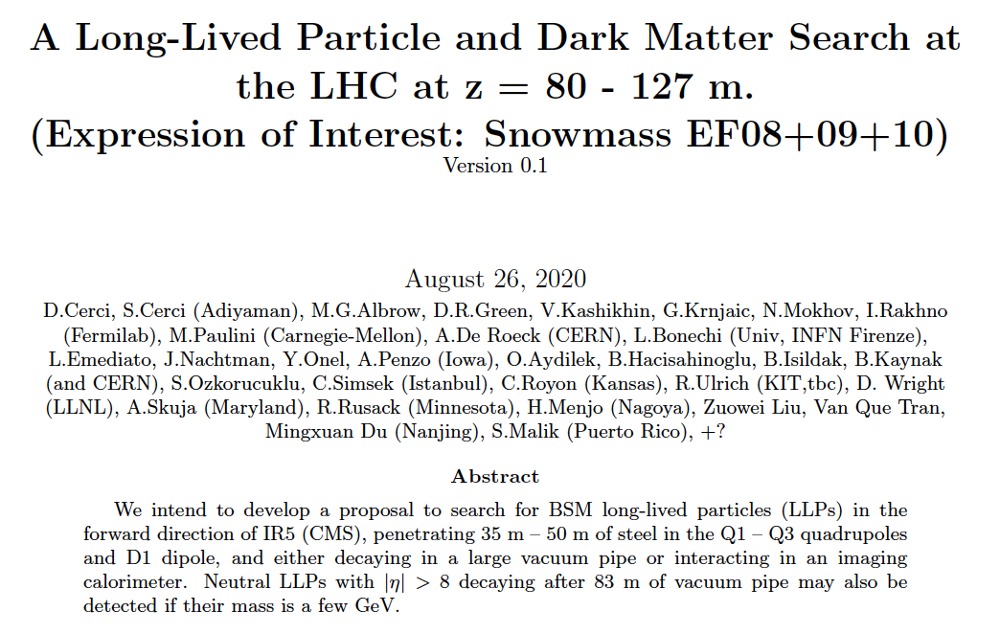 A Long-Lived Particle and Dark Matter Search at
the LHC at z = 80 - 127 m.
(Expression of Interest: Snowmass EF08+09+10)
Version 0.1
August 26, 2020
D.Cerci, S.Cerci (Adiyaman), M.G.Albrow, D.R.Green, V.Kashikhin, G.Krnjaic, N.Mokhov, I.Rakhno
(Fermilab), M.Paulini (Carnegie-Mellon), A.De Roeck (CERN), L.Bonechi (Univ, INFN Firenze),
L.Emediato, J.Nachtman, Y.Onel, A.Penzo (Iowa), O.Aydilek, B.Hacisahinoglu, B.Isildak, B.Kaynak
(and CERN), S.Ozkorucuklu, C.Simsek (Istanbul), C.Royon (Kansas), R.Ulrich (KIT,tbc), D. Wright
(LLNL), A.Skuja (Maryland), R.Rusack (Minnesota), H.Menjo (Nagoya), Zuowei Liu, Van Que Tran,
Mingxuan Du (Nanjing), S.Malik (Puerto Rico), +?
Abstract
We intend to develop a proposal to search for BSM long-lived particles (LLPs) in the
forward direction of IR5 (CMS), penetrating 35 m – 50 m of steel in the Q1 – Q3 quadrupoles
and D1 dipole, and either decaying in a large vacuum pipe or interacting in an imaging
calorimeter. Neutral LLPs with |η| > 8 decaying after 83 m of vacuum pipe may also be
detected if their mass is a few GeV.